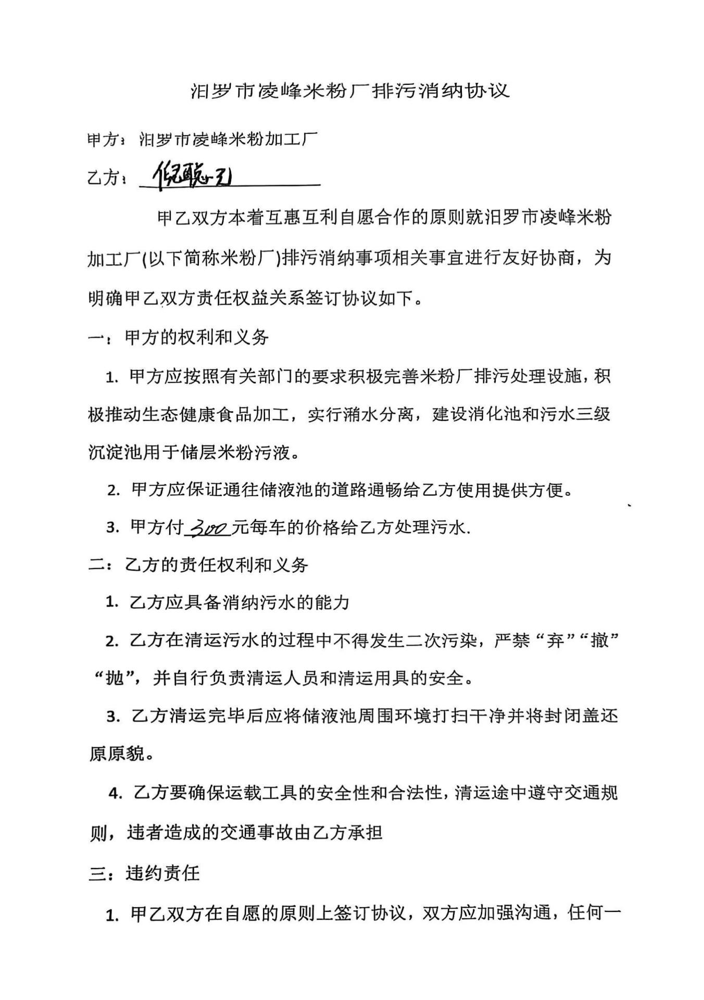 汨罗市凌峰米粉厂排污消纳协议
甲方：汨罗市凌峰米粉加工厂
乙方：倪聪
甲乙双方本着互惠互利自愿合作的原则就汨罗市凌峰米粉
加工厂(以下简称米粉厂)排污消纳事项相关事宜进行友好协商，为
明确甲乙双方责任权益关系签订协议如下。
一：甲方的权利和义务
1. 甲方应按照有关部门的要求积极完善米粉厂排污处理设施，积
极推动生态健康食品加工，实行潲水分离，建设消化池和污水三级
沉淀池用于储层米粉污液。
2. 甲方应保证通往储液池的道路通畅给乙方使用提供方便。
3. 甲方付300元每车的价格给乙方处理污水.
二：乙方的责任权利和义务
1. 乙方应具备消纳污水的能力
2. 乙方在清运污水的过程中不得发生二次污染，严禁“弃”“撤”
“抛”，并自行负责清运人员和清运用具的安全。
3. 乙方清运完毕后应将储液池周围环境打扫干净并将封闭盖还
原原貌。
4. 乙方要确保运载工具的安全性和合法性，清运途中遵守交通规
则，违者造成的交通事故由乙方承担
三：违约责任
1. 甲乙双方在自愿的原则上签订协议，双方应加强沟通，任何一